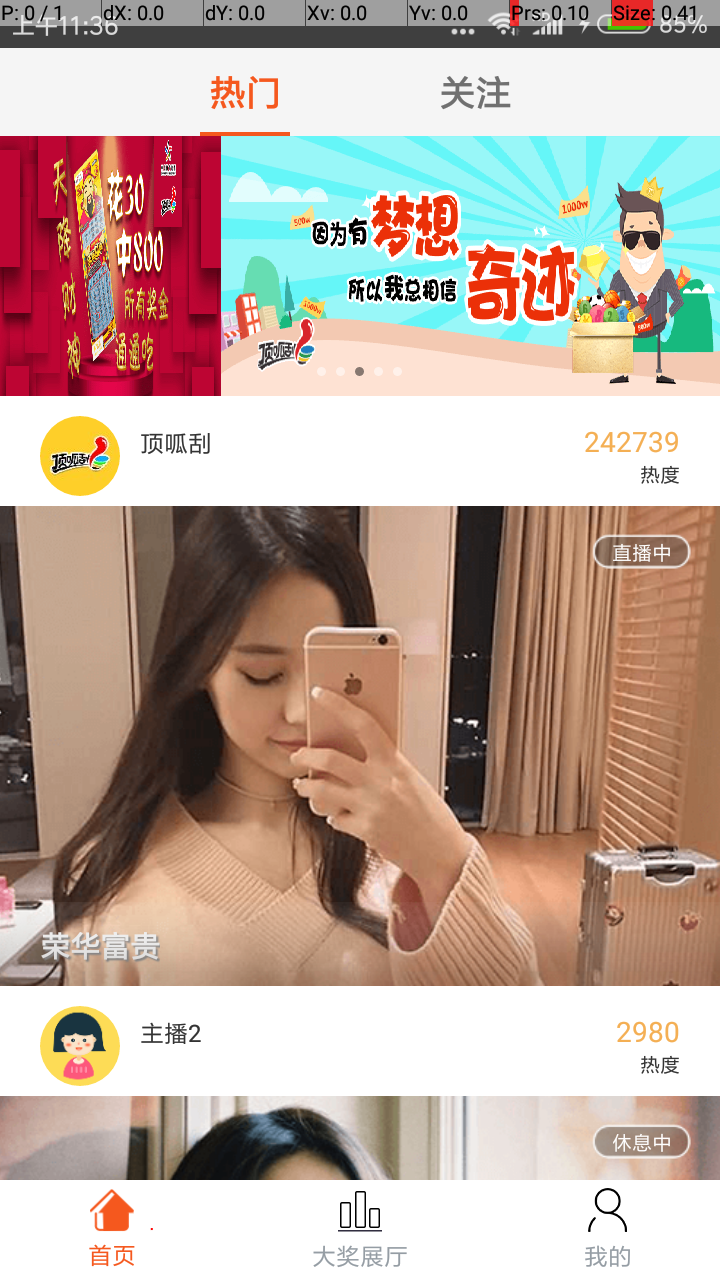 P: 0 / 1 dX: 0.0 dY: 0.0 Xv: 0.0 Yv: 0.0 Prs: 0.10 Size: 0.41
上午11:36 85%
热门 关注
天降财神
花30
中800
所有奖金
通通吃
500w
1000w
因为有梦想
所以我总相信奇迹
1000w
500w
顶呱刮
顶呱刮
顶呱刮 242739
热度
直播中
荣华富贵
主播2 2980
热度
休息中
首页 大奖展厅 我的